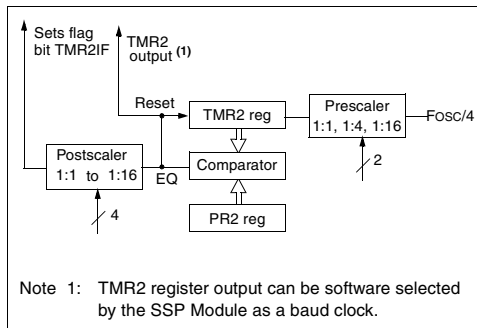 Sets flag
bit TMR2IF
TMR2
output (1)
Reset
TMR2 reg
Prescaler
1:1, 1:4, 1:16
FOSC/4
2
Postscaler
1:1 to 1:16
EQ
Comparator
4
PR2 reg
Note 1: TMR2 register output can be software selected
by the SSP Module as a baud clock.